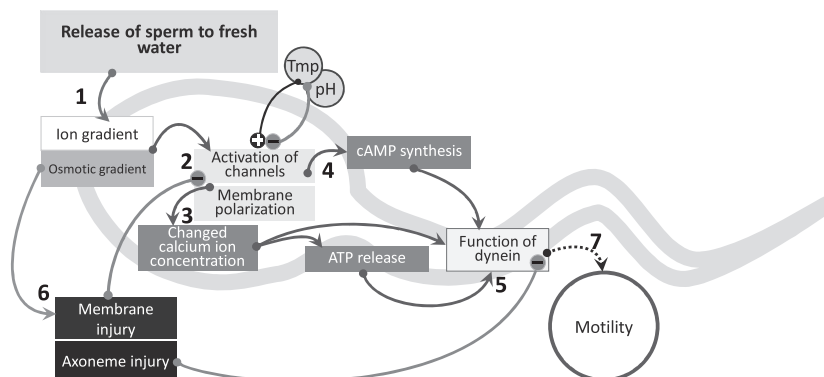 Release of sperm to fresh
water
Tmp
pH
1
Ion gradient
Osmotic gradient
2
Activation of
channels
4
cAMP synthesis
Membrane
polarization
3
Changed
calcium ion
concentration
ATP release
Function of
dynein
5
7
6
Membrane
injury
Axoneme injury
Motility